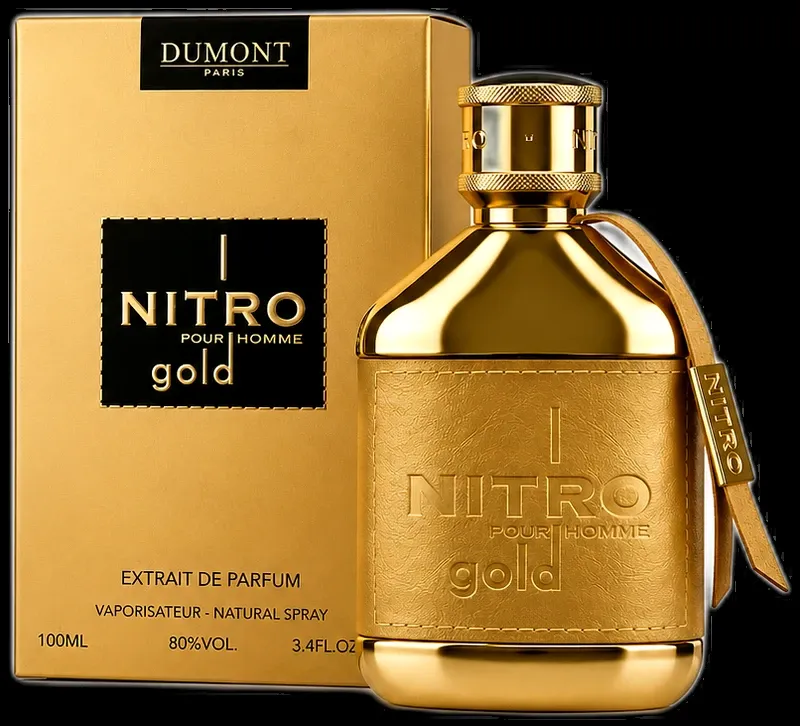 DUMONT
PARIS
NITRO
POUR HOMME
gold
EXTRAIT DE PARFUM
VAPORISATEUR - NATURAL SPRAY
100ML 80%VOL. 3.4FL.OZ
NITRO
POUR HOMME
gold
NITRO